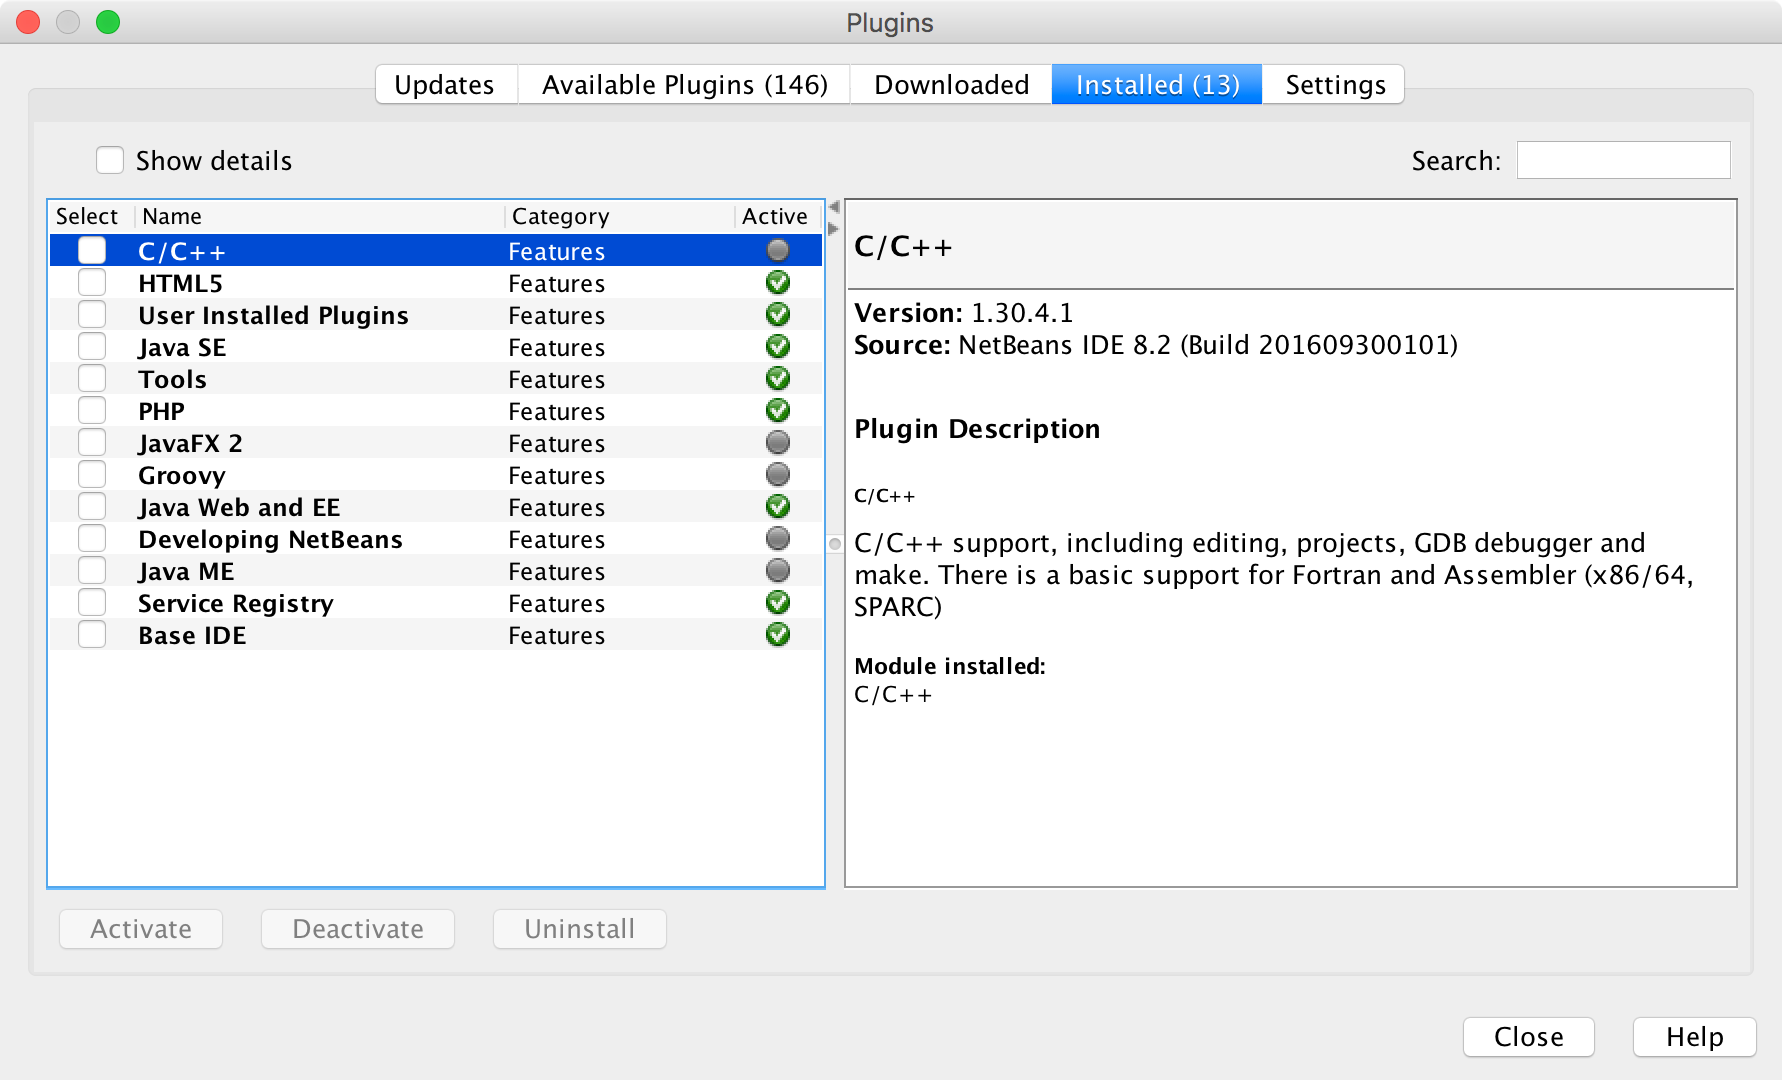 Plugins
Updates Available Plugins (146) Downloaded Installed (13) Settings
Show details Search:
Select Name Category Active
C/C++ Features
HTML5 Features
User Installed Plugins Features
Java SE Features
Tools Features
PHP Features
JavaFX 2 Features
Groovy Features
Java Web and EE Features
Developing NetBeans Features
Java ME Features
Service Registry Features
Base IDE Features
C/C++
Version: 1.30.4.1
Source: NetBeans IDE 8.2 (Build 201609300101)
Plugin Description
C/C++
C/C++ support, including editing, projects, GDB debugger and
make. There is a basic support for Fortran and Assembler (x86/64,
SPARC)
Module installed:
C/C++
Activate Deactivate Uninstall
Close Help